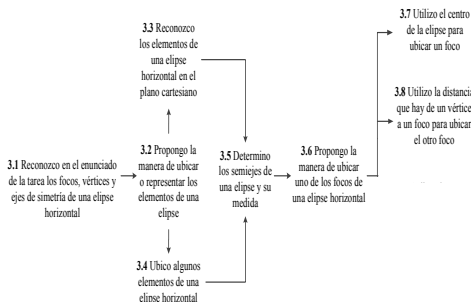 3.7 Utilizo el centro
de la elipse para
ubicar un foco
3.3 Reconozco
los elementos de
una elipse
horizontal en el
plano cartesiano
3.8 Utilizo la distancia
que hay de un vértice
a un foco para ubicar
el otro foco
3.1 Reconozco en el enunciado
de la tarea los focos, vértices y
ejes de simetría de una elipse
horizontal
3.2 Propongo la
manera de ubicar
o representar los
elementos de una
elipse
3.5 Determino
los semiejes de
una elipse y su
medida
3.6 Propongo la
manera de ubicar
uno de los focos de
una elipse horizontal
3.4 Ubico algunos
elementos de una
elipse horizontal